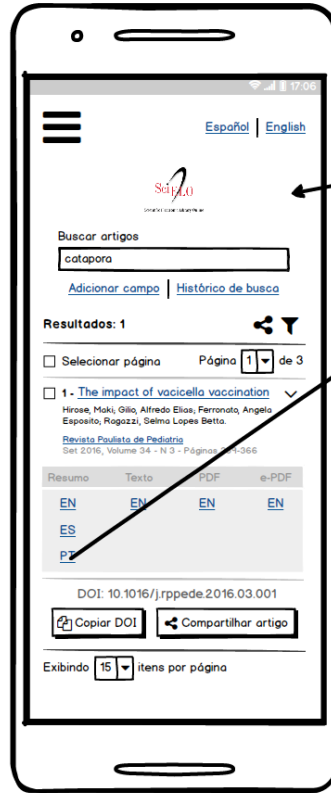 17:06
Español | English
SciELO
Buscar artigos
catapora
Adicionar campo | Histórico de busca
Resultados: 1
Selecionar página Página 1 de 3
1 - The impact of vacicella vaccination
Hirose, Maki; Gilio, Alfredo Elias; Ferronato, Angela
Esposito; Ragazzi, Selma Lopes Betta.
Revista Paulista de Pediatria
Set 2016, Volume 34 - N 3 - Páginas -366
Resumo Texto PDF e-PDF
EN EN EN EN
ES
PT
DOI: 10.1016/j.rppede.2016.03.001
Copiar DOI Compartilhar artigo
Exibindo 15 itens por página